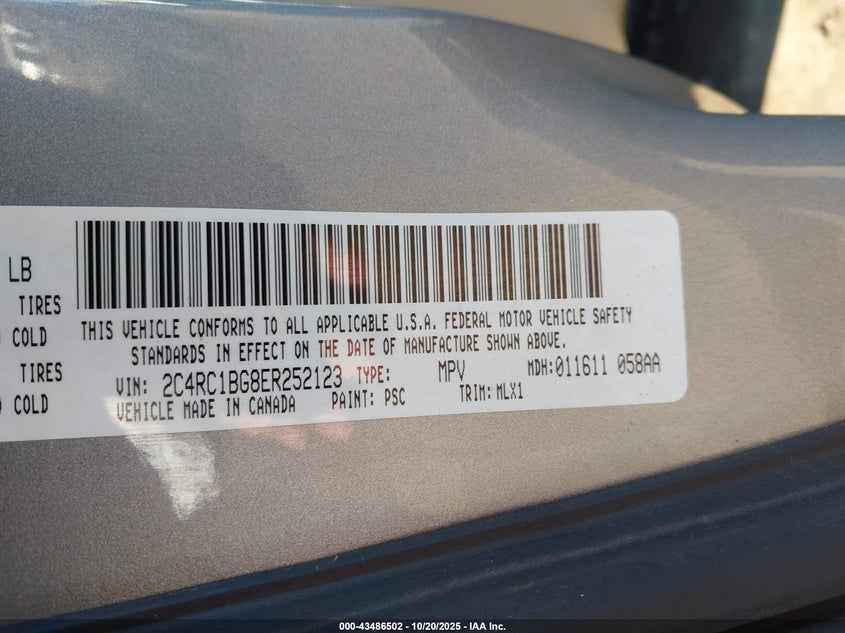 LB
TIRES
COLD
TIRES
COLD
THIS VEHICLE CONFORMS TO ALL APPLICABLE U.S.A. FEDERAL MOTOR VEHICLE SAFETY
STANDARDS IN EFFECT ON THE DATE OF MANUFACTURE SHOWN ABOVE.
VIN: 2C4RC1BG8ER252123 TYPE: MPV MDH:011611 058AA
VEHICLE MADE IN CANADA PAINT: PSC TRIM: MLX1
000-43486502 - 10/20/2025 - IAA Inc.